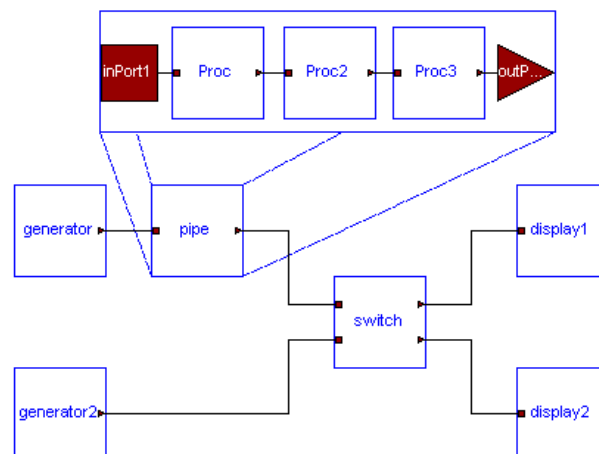 inPort1
Proc
Proc2
Proc3
outP...
generator
pipe
display1
switch
generator2
display2